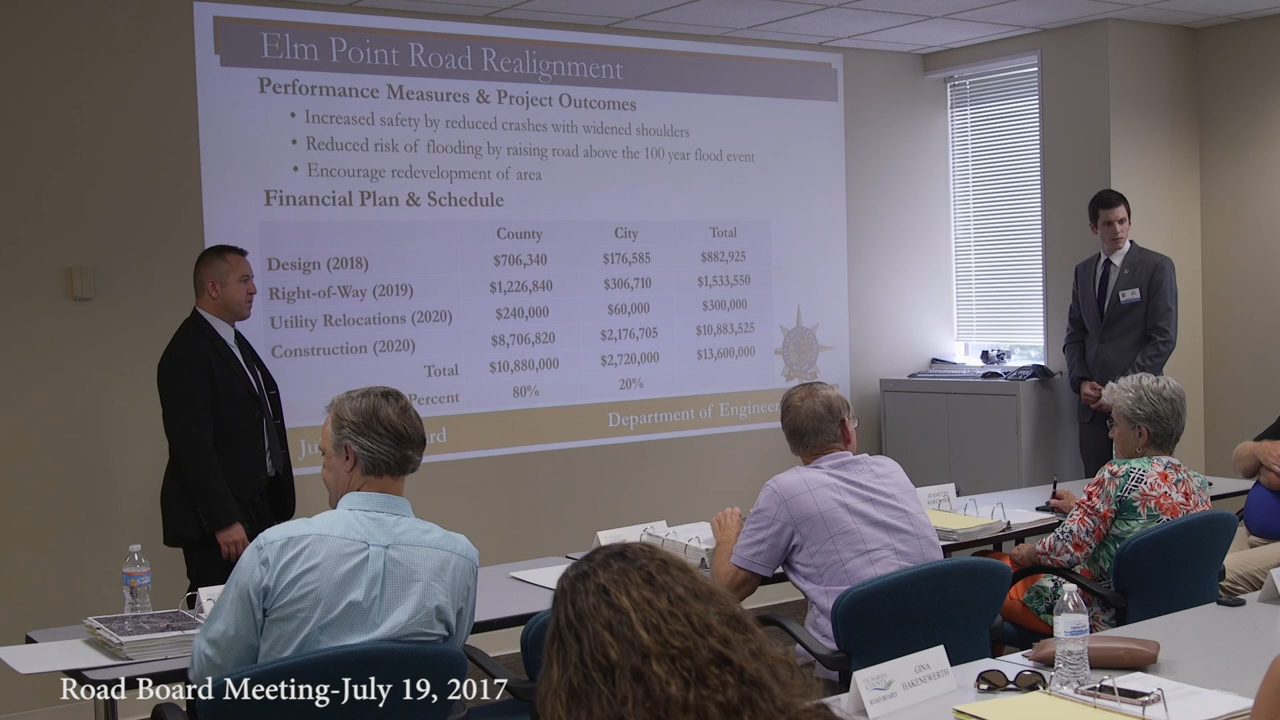 Elm Point Road Realignment
Performance Measures & Project Outcomes
• Increased safety by reduced crashes with widened shoulders
• Reduced risk of flooding by raising road above the 100 year flood event
• Encourage redevelopment of area
Financial Plan & Schedule
County City Total
Design (2018) $706,340 $176,585 $882,925
Right-of-Way (2019) $1,226,840 $306,710 $1,533,550
Utility Relocations (2020) $240,000 $60,000 $300,000
Construction (2020) $8,706,820 $2,176,705 $10,883,525
Total $10,880,000 $2,720,000 $13,600,000
Percent 80% 20%
Department of Engineer
GINA
HAKENEWERTH
ROAD BOARD
Road Board Meeting-July 19, 2017